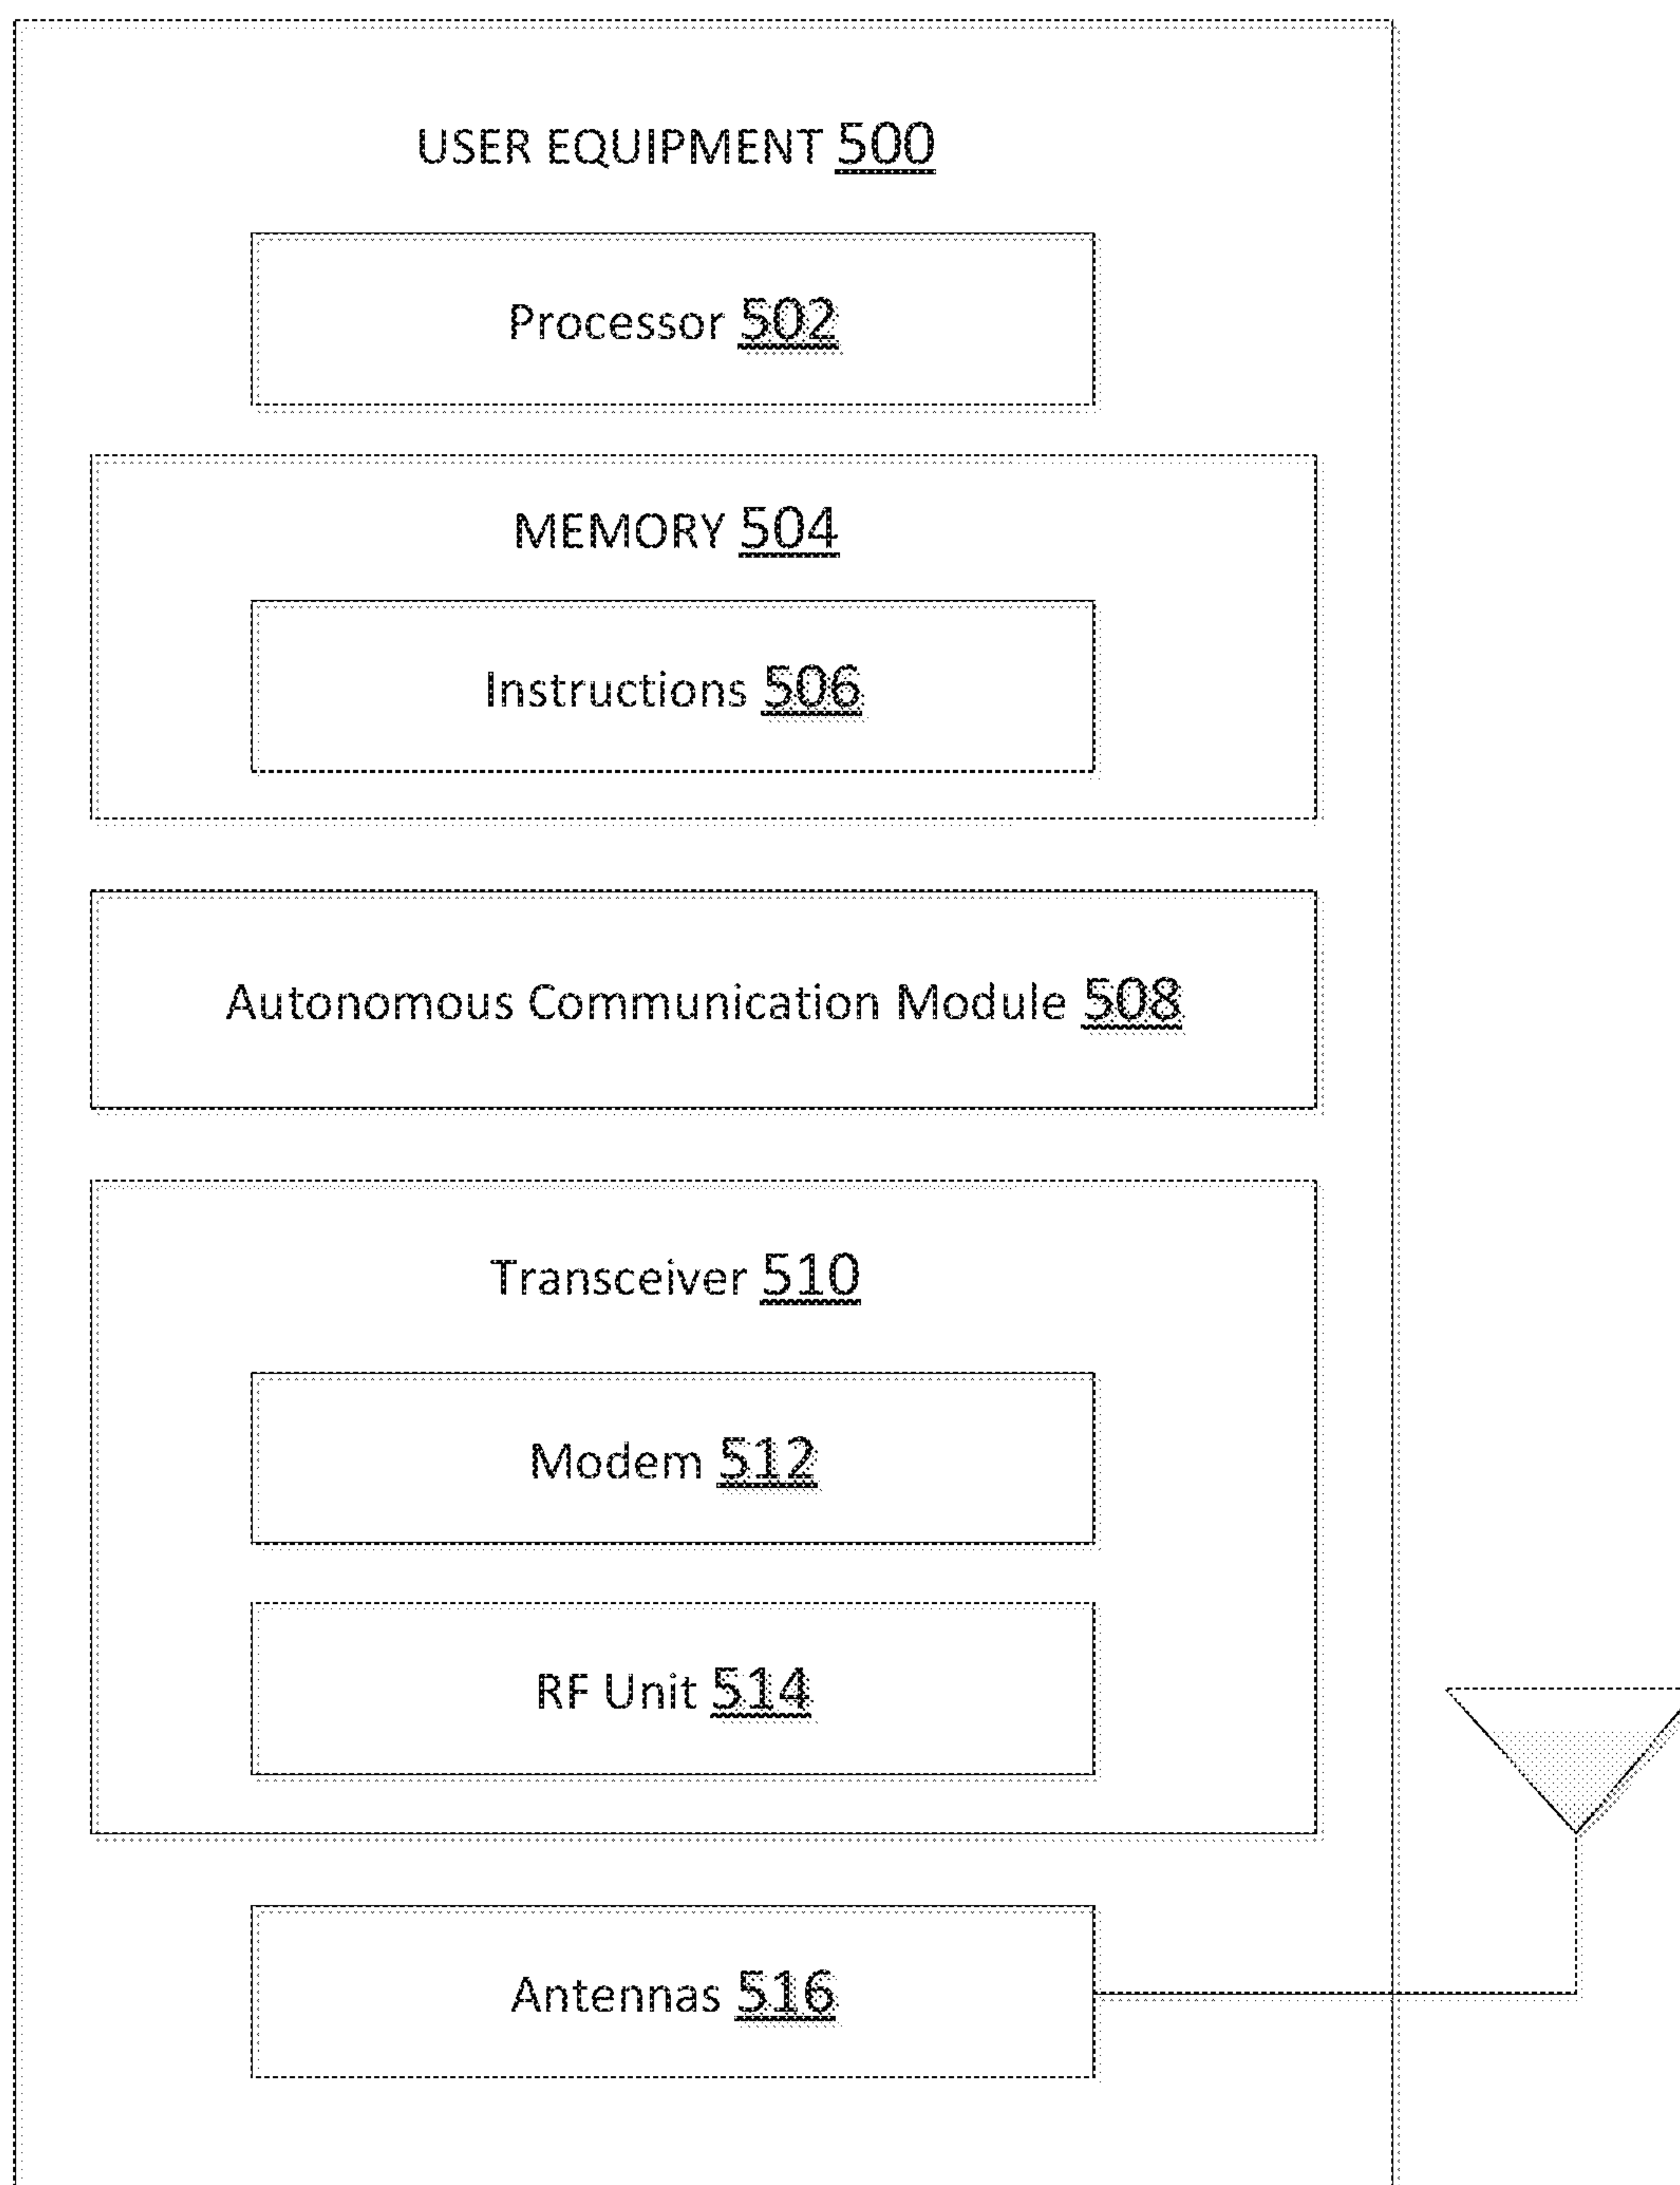 USER EQUIPMENT 500
Processor 502
MEMORY 504
Instructions 506
Autonomous Communication Module 508
Transceiver 510
Modem 512
RF Unit 514
Antennas 516